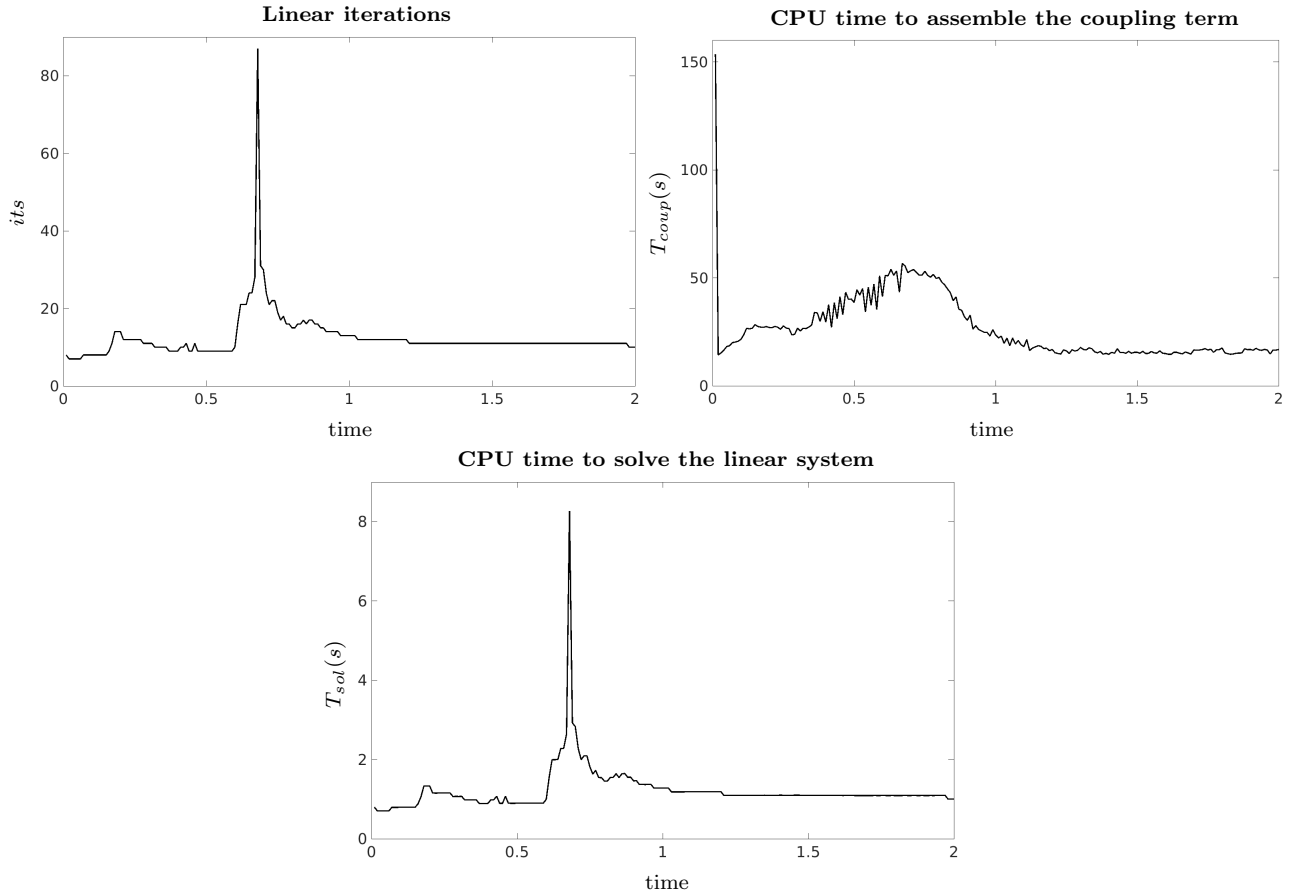 Linear iterations
80
60
40
20
0
its
0 0.5 1 1.5 2
time
CPU time to assemble the coupling term
150
100
50
0
T_coup(s)
0 0.5 1 1.5 2
time
CPU time to solve the linear system
8
6
4
2
0
T_sol(s)
0 0.5 1 1.5 2
time